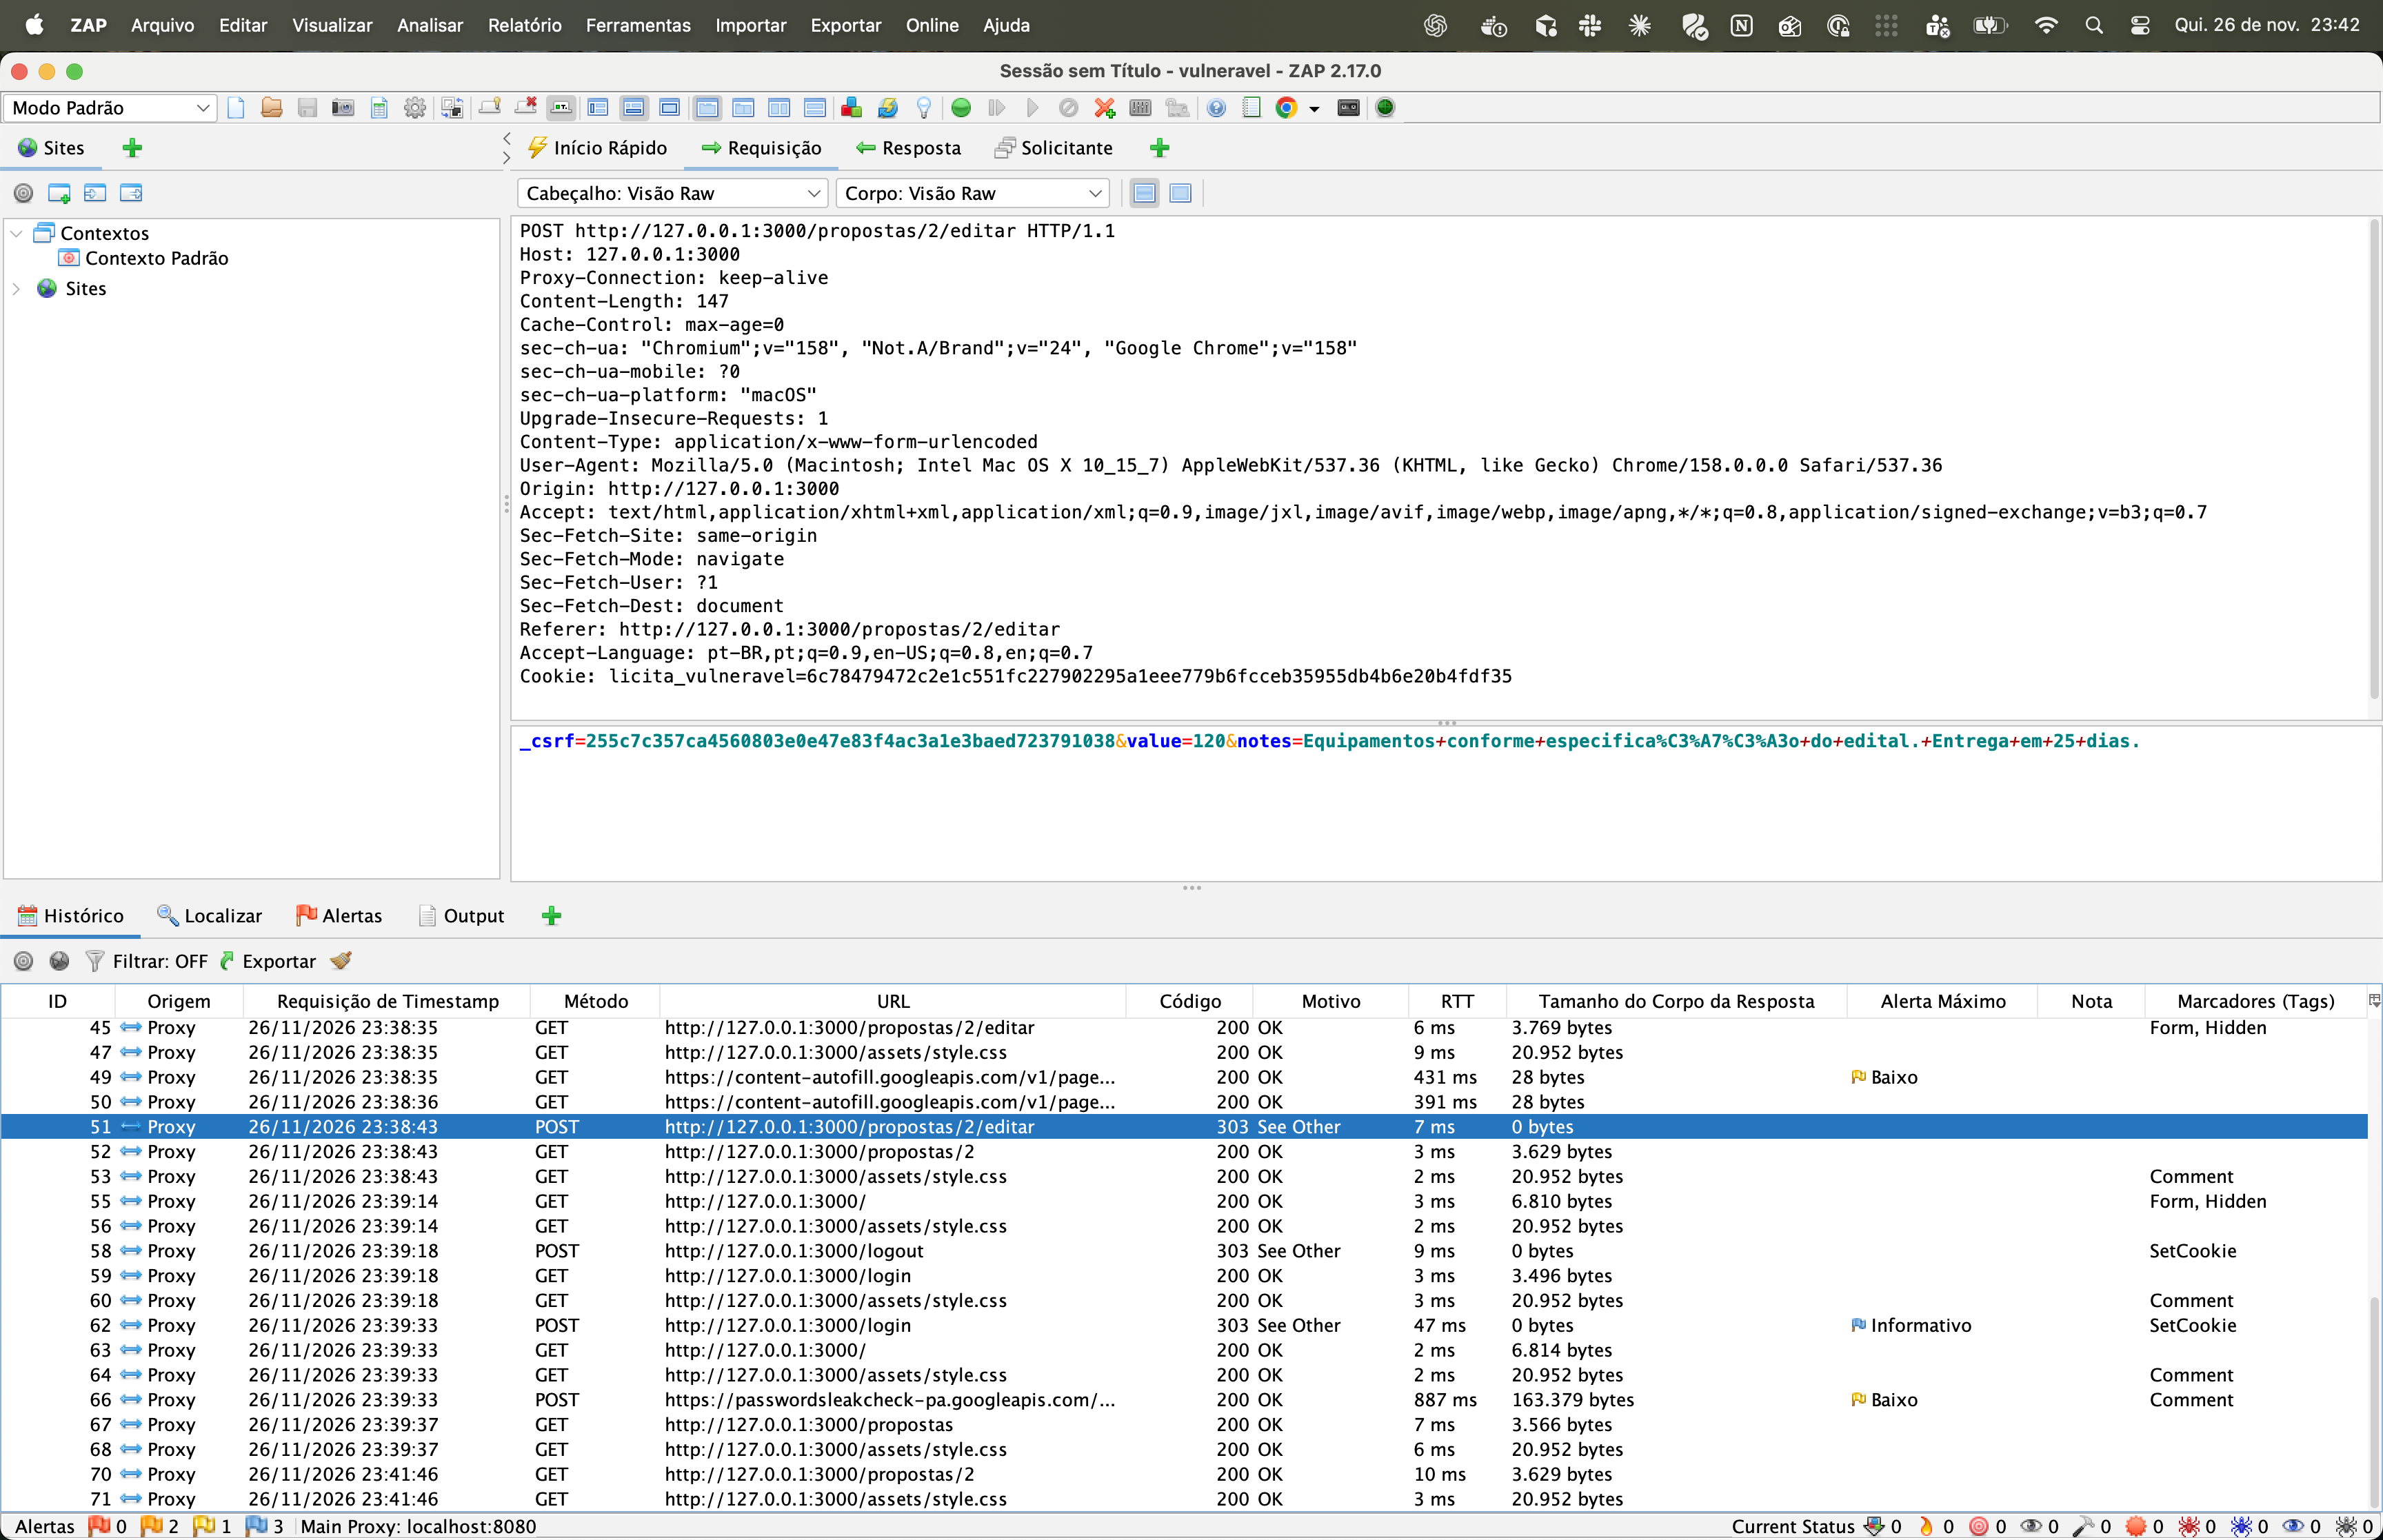 ZAP Arquivo Editar Visualizar Analisar Relatório Ferramentas Importar Exportar Online Ajuda Qui. 26 de nov. 23:42
Sessão sem Título - vulneravel - ZAP 2.17.0
Modo Padrão
Sites
Início Rápido Requisição Resposta Solicitante
Cabeçalho: Visão Raw Corpo: Visão Raw
Contextos
Contexto Padrão
Sites
POST http://127.0.0.1:3000/propostas/2/editar HTTP/1.1
Host: 127.0.0.1:3000
Proxy-Connection: keep-alive
Content-Length: 147
Cache-Control: max-age=0
sec-ch-ua: "Chromium";v="158", "Not.A/Brand";v="24", "Google Chrome";v="158"
sec-ch-ua-mobile: ?0
sec-ch-ua-platform: "macOS"
Upgrade-Insecure-Requests: 1
Content-Type: application/x-www-form-urlencoded
User-Agent: Mozilla/5.0 (Macintosh; Intel Mac OS X 10_15_7) AppleWebKit/537.36 (KHTML, like Gecko) Chrome/158.0.0.0 Safari/537.36
Origin: http://127.0.0.1:3000
Accept: text/html,application/xhtml+xml,application/xml;q=0.9,image/jxl,image/avif,image/webp,image/apng,*/*;q=0.8,application/signed-exchange;v=b3;q=0.7
Sec-Fetch-Site: same-origin
Sec-Fetch-Mode: navigate
Sec-Fetch-User: ?1
Sec-Fetch-Dest: document
Referer: http://127.0.0.1:3000/propostas/2/editar
Accept-Language: pt-BR,pt;q=0.9,en-US;q=0.8,en;q=0.7
Cookie: licita_vulneravel=6c78479472c2e1c551fc227902295a1eee779b6fcceb35955db4b6e20b4fdf35
_csrf=255c7c357ca4560803e0e47e83f4ac3a1e3baed723791038&value=120&notes=Equipamentos+conforme+especifica%C3%A7%C3%A3o+do+edital.+Entrega+em+25+dias.
Histórico Localizar Alertas Output
Filtrar: OFF Exportar
ID Origem Requisição de Timestamp Método URL Código Motivo RTT Tamanho do Corpo da Resposta Alerta Máximo Nota Marcadores (Tags)
45 Proxy 26/11/2026 23:38:35 GET http://127.0.0.1:3000/propostas/2/editar 200 OK 6 ms 3.769 bytes Form, Hidden
47 Proxy 26/11/2026 23:38:35 GET http://127.0.0.1:3000/assets/style.css 200 OK 9 ms 20.952 bytes
49 Proxy 26/11/2026 23:38:35 GET https://content-autofill.googleapis.com/v1/page... 200 OK 431 ms 28 bytes Baixo
50 Proxy 26/11/2026 23:38:36 GET https://content-autofill.googleapis.com/v1/page... 200 OK 391 ms 28 bytes
51 Proxy 26/11/2026 23:38:43 POST http://127.0.0.1:3000/propostas/2/editar 303 See Other 7 ms 0 bytes
52 Proxy 26/11/2026 23:38:43 GET http://127.0.0.1:3000/propostas/2 200 OK 3 ms 3.629 bytes
53 Proxy 26/11/2026 23:38:43 GET http://127.0.0.1:3000/assets/style.css 200 OK 2 ms 20.952 bytes Comment
55 Proxy 26/11/2026 23:39:14 GET http://127.0.0.1:3000/ 200 OK 3 ms 6.810 bytes Form, Hidden
56 Proxy 26/11/2026 23:39:14 GET http://127.0.0.1:3000/assets/style.css 200 OK 2 ms 20.952 bytes
58 Proxy 26/11/2026 23:39:18 POST http://127.0.0.1:3000/logout 303 See Other 9 ms 0 bytes SetCookie
59 Proxy 26/11/2026 23:39:18 GET http://127.0.0.1:3000/login 200 OK 3 ms 3.496 bytes
60 Proxy 26/11/2026 23:39:18 GET http://127.0.0.1:3000/assets/style.css 200 OK 3 ms 20.952 bytes Comment
62 Proxy 26/11/2026 23:39:33 POST http://127.0.0.1:3000/login 303 See Other 47 ms 0 bytes Informativo SetCookie
63 Proxy 26/11/2026 23:39:33 GET http://127.0.0.1:3000/ 200 OK 2 ms 6.814 bytes
64 Proxy 26/11/2026 23:39:33 GET http://127.0.0.1:3000/assets/style.css 200 OK 2 ms 20.952 bytes Comment
66 Proxy 26/11/2026 23:39:33 POST https://passwordsleakcheck-pa.googleapis.com/... 200 OK 887 ms 163.379 bytes Baixo Comment
67 Proxy 26/11/2026 23:39:37 GET http://127.0.0.1:3000/propostas 200 OK 7 ms 3.566 bytes
68 Proxy 26/11/2026 23:39:37 GET http://127.0.0.1:3000/assets/style.css 200 OK 6 ms 20.952 bytes
70 Proxy 26/11/2026 23:41:46 GET http://127.0.0.1:3000/propostas/2 200 OK 10 ms 3.629 bytes
71 Proxy 26/11/2026 23:41:46 GET http://127.0.0.1:3000/assets/style.css 200 OK 3 ms 20.952 bytes
Alertas 0 2 1 3 Main Proxy: localhost:8080 Current Status 0 0 0 0 0 0 0 0 0 0